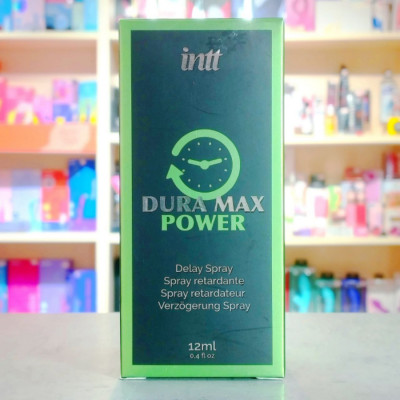 intt
DURA MAX
POWER
Delay Spray
Spray retardante
Spray retardateur
Verzögerung Spray
12ml
0,4 fl oz